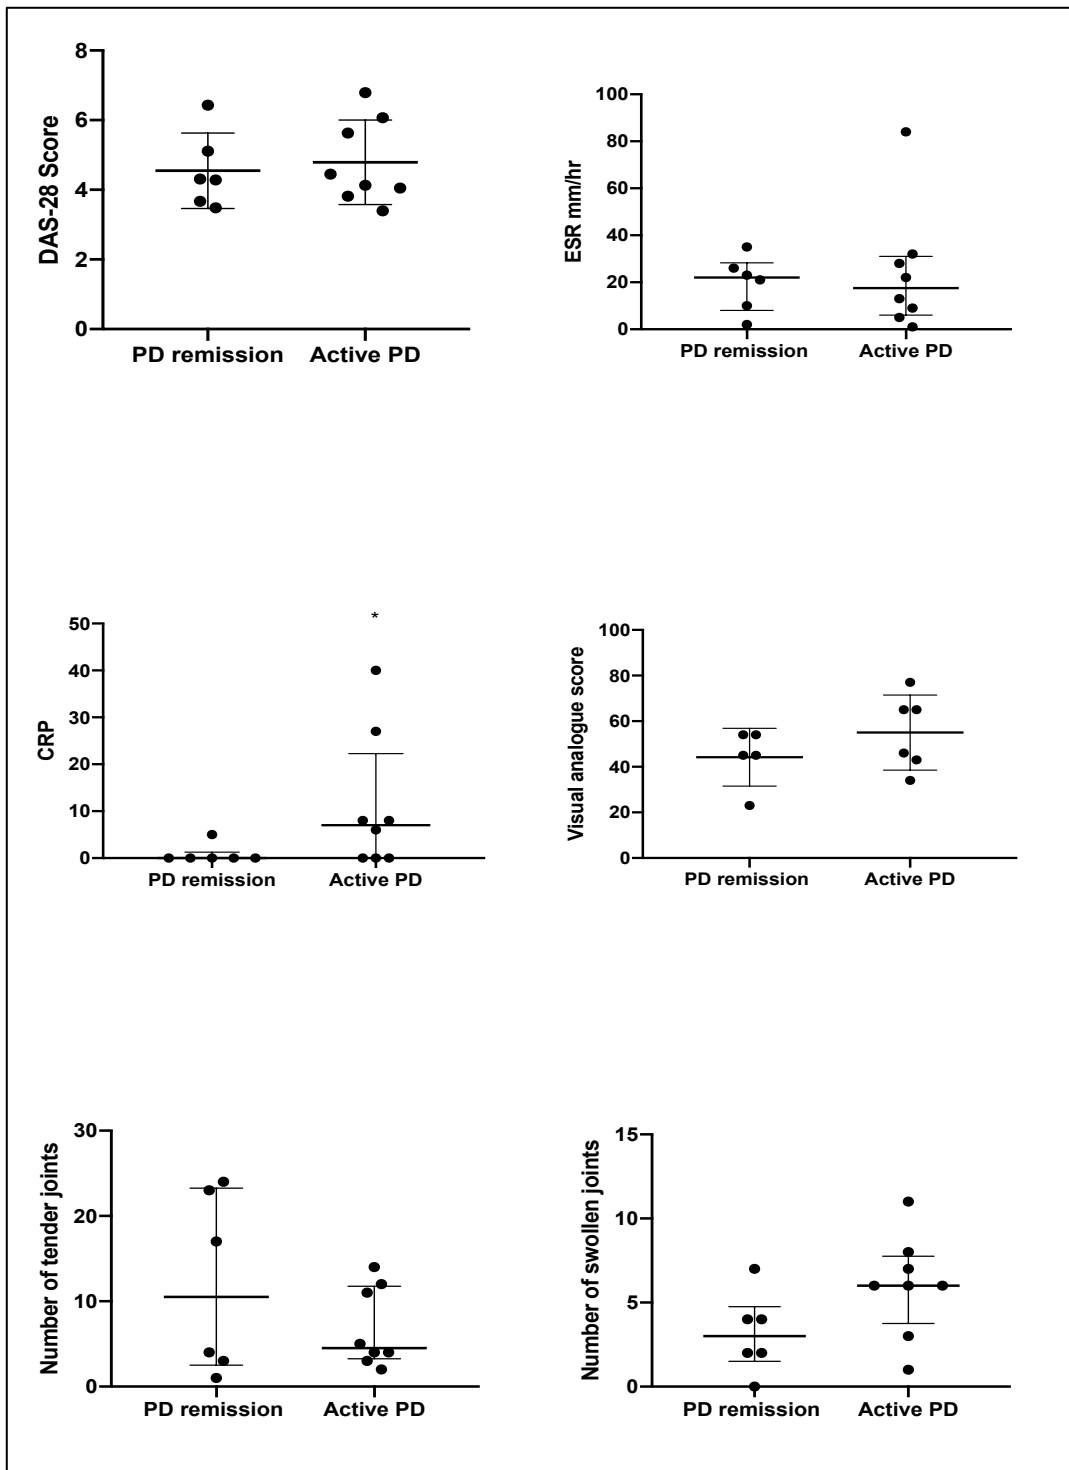 DAS-28 Score
8
6
4
2
0
PD remission Active PD
ESR mm/hr
100
80
60
40
20
0
PD remission Active PD
CRP
50
40
30
20
10
0
*
PD remission Active PD
Visual analogue score
100
80
60
40
20
0
PD remission Active PD
Number of tender joints
30
20
10
0
PD remission Active PD
Number of swollen joints
15
10
5
0
PD remission Active PD